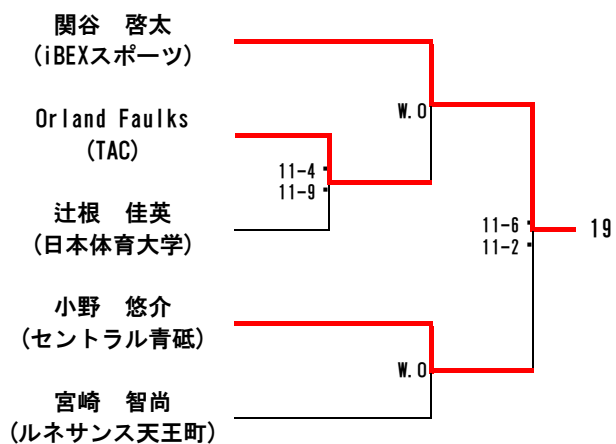 関谷 啓太
(iBEXスポーツ)
W.O
Orland Faulks
(TAC)
11-4
11-9
辻根 佳英
(日本体育大学)
11-6
11-2
19
小野 悠介
(セントラル青砥)
W.O
宮崎 智尚
(ルネサンス天王町)